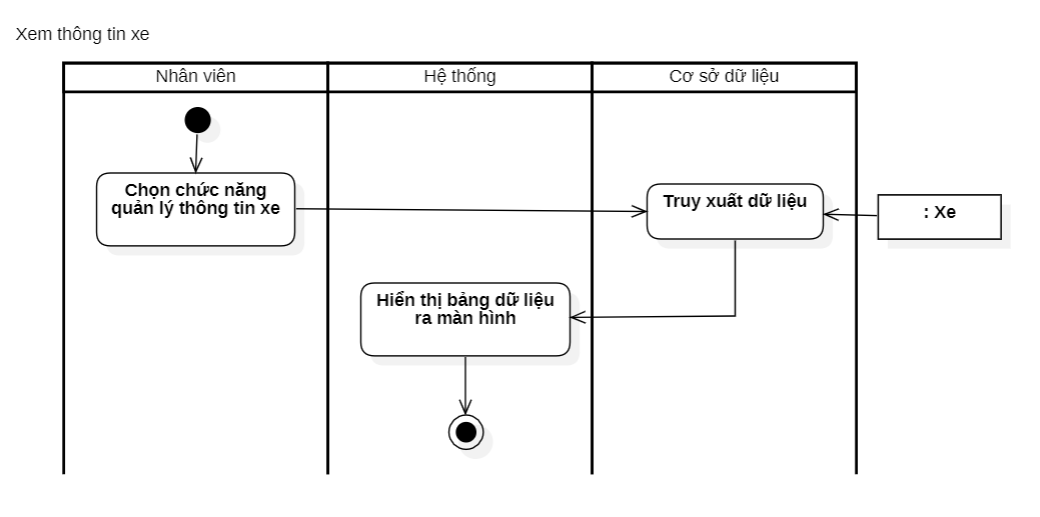 Xem thông tin xe
Nhân viên
Hệ thống
Cơ sở dữ liệu
Chọn chức năng
quản lý thông tin xe
Truy xuất dữ liệu
: Xe
Hiển thị bảng dữ liệu
ra màn hình